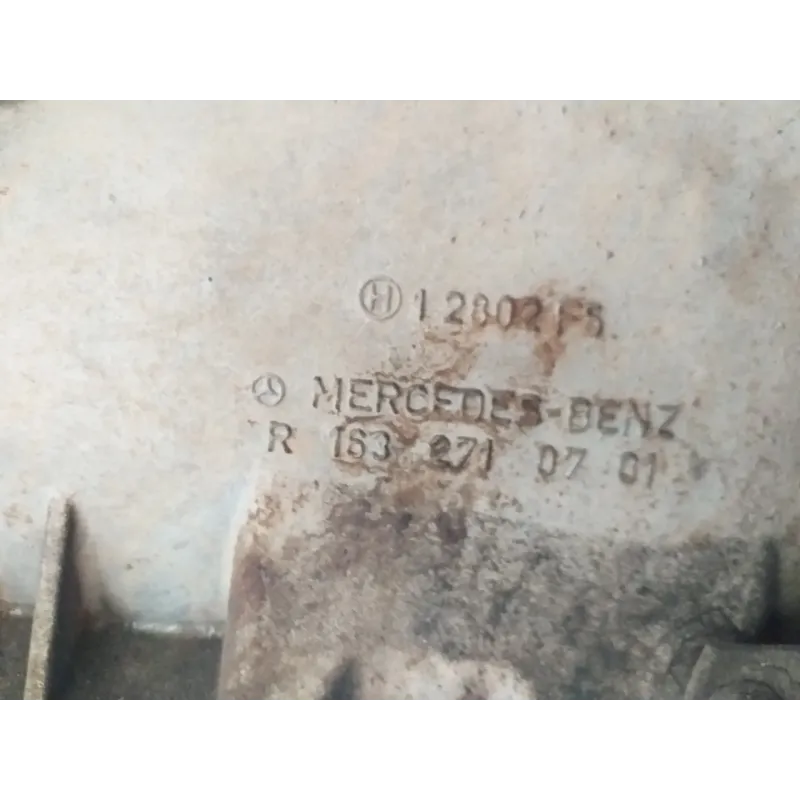 H 1 2802 F5
MERCEDES-BENZ
R 163 271 07 01